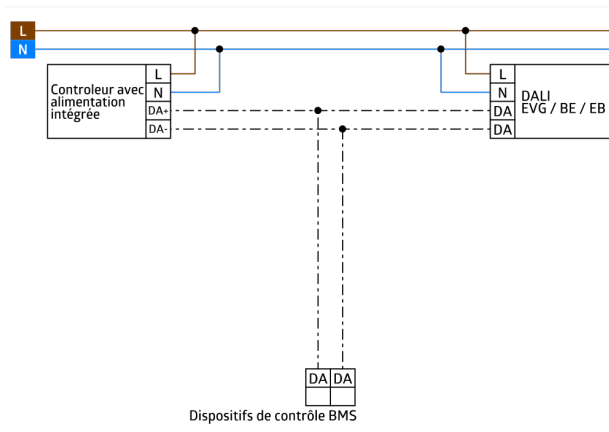 L
N
Controleur avec
alimentation
intégrée
L
N
DA+
DA-
L
N
DA
DA
DALI
EVG / BE / EB
DA DA
Dispositifs de contrôle BMS